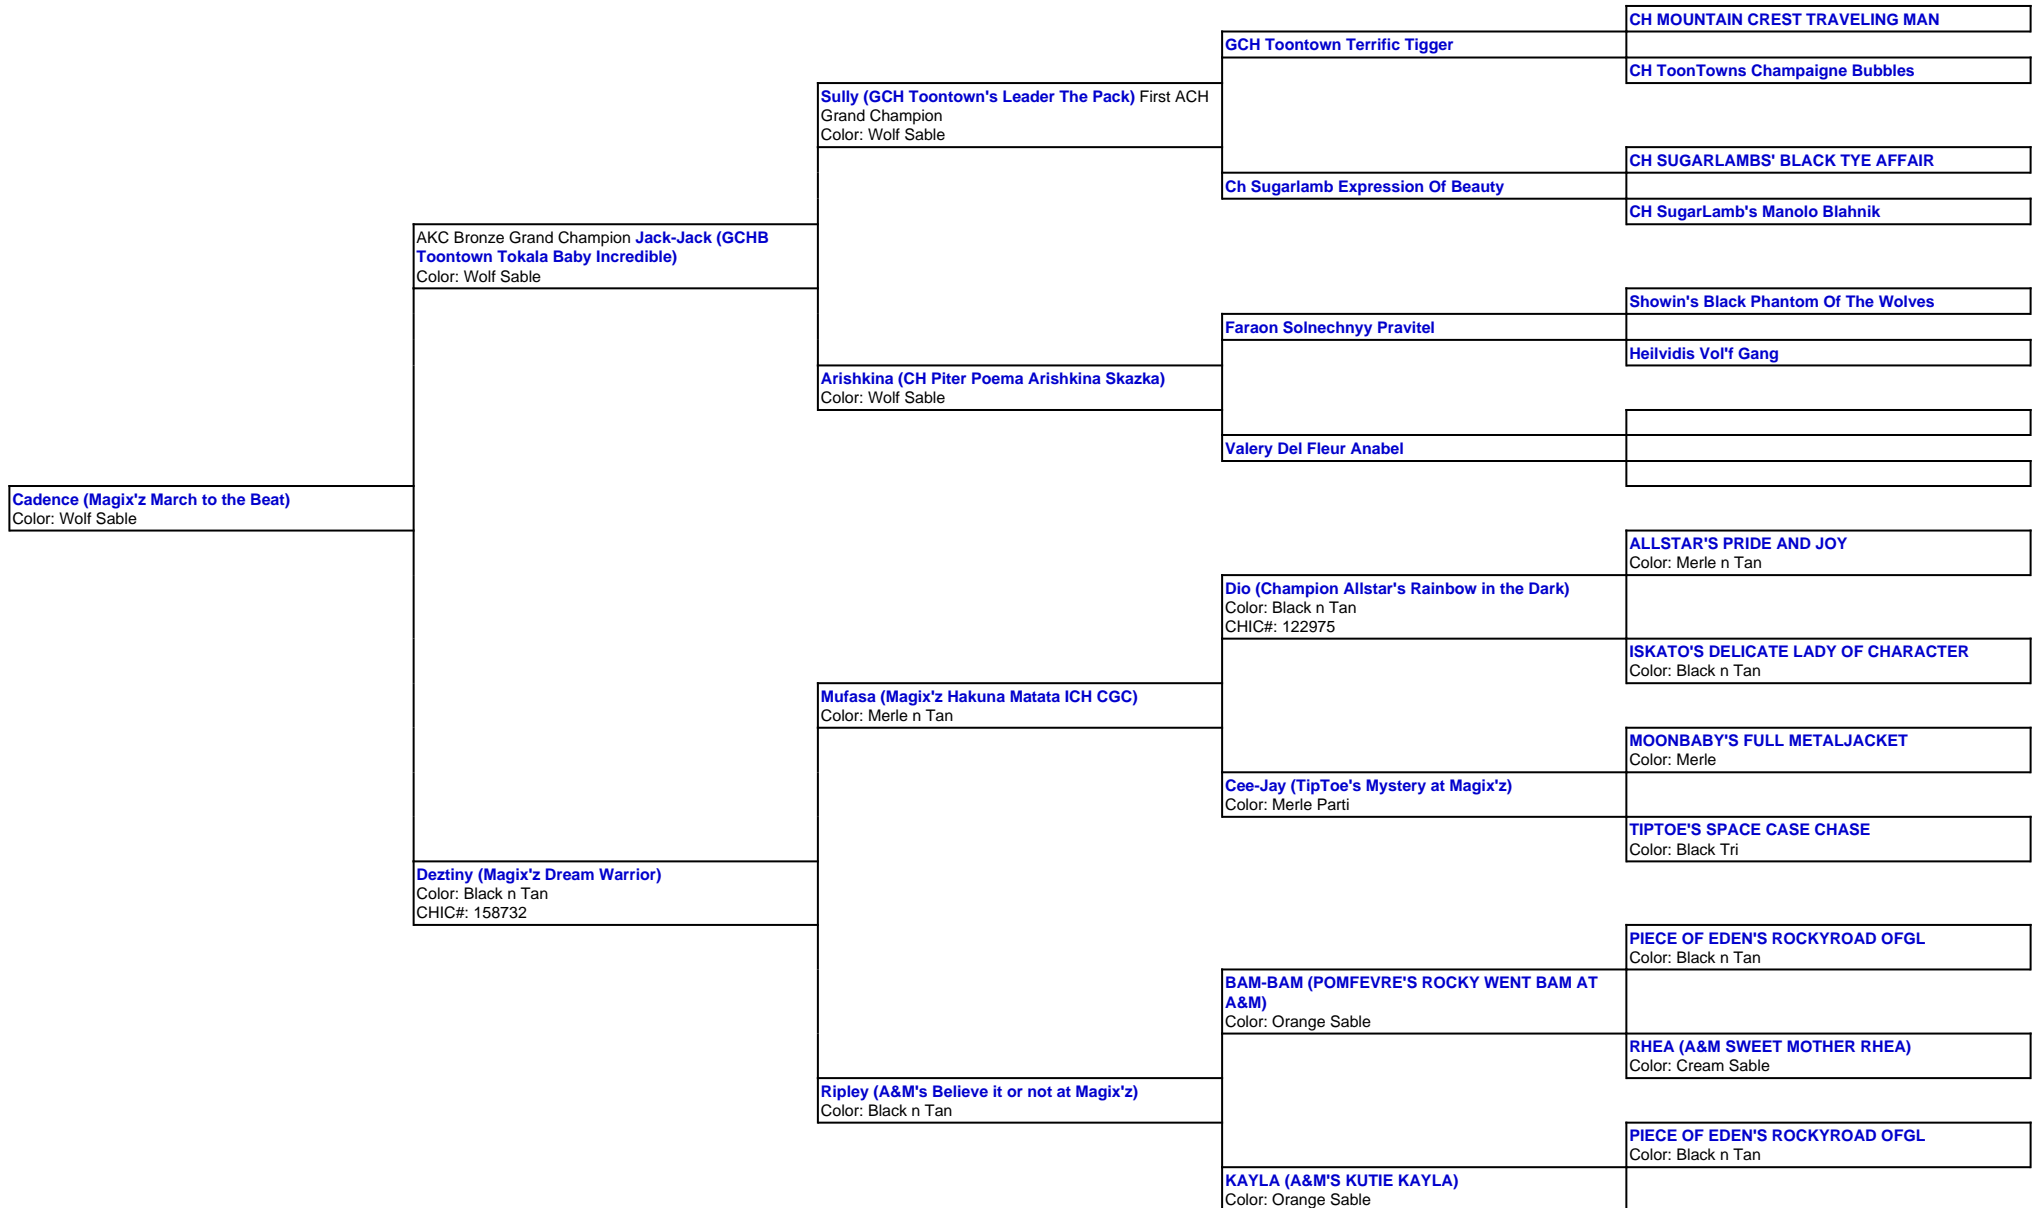 CH MOUNTAIN CREST TRAVELING MAN
GCH Toontown Terrific Tigger
CH ToonTowns Champaigne Bubbles
Sully (GCH Toontown's Leader The Pack) First ACH
Grand Champion
Color: Wolf Sable
CH SUGARLAMBS' BLACK TYE AFFAIR
Ch Sugarlamb Expression Of Beauty
CH SugarLamb's Manolo Blahnik
AKC Bronze Grand Champion Jack-Jack (GCHB
Toontown Tokala Baby Incredible)
Color: Wolf Sable
Showin's Black Phantom Of The Wolves
Faraon Solnechnyy Pravitel
Heilvidis Vol'f Gang
Arishkina (CH Piter Poema Arishkina Skazka)
Color: Wolf Sable
Valery Del Fleur Anabel
Cadence (Magix'z March to the Beat)
Color: Wolf Sable
ALLSTAR'S PRIDE AND JOY
Color: Merle n Tan
Dio (Champion Allstar's Rainbow in the Dark)
Color: Black n Tan
CHIC#: 122975
ISKATO'S DELICATE LADY OF CHARACTER
Color: Black n Tan
Mufasa (Magix'z Hakuna Matata ICH CGC)
Color: Merle n Tan
MOONBABY'S FULL METALJACKET
Color: Merle
Cee-Jay (TipToe's Mystery at Magix'z)
Color: Merle Parti
TIPTOE'S SPACE CASE CHASE
Color: Black Tri
Deztiny (Magix'z Dream Warrior)
Color: Black n Tan
CHIC#: 158732
PIECE OF EDEN'S ROCKYROAD OFGL
Color: Black n Tan
BAM-BAM (POMFEVRE'S ROCKY WENT BAM AT
A&M)
Color: Orange Sable
RHEA (A&M SWEET MOTHER RHEA)
Color: Cream Sable
Ripley (A&M's Believe it or not at Magix'z)
Color: Black n Tan
PIECE OF EDEN'S ROCKYROAD OFGL
Color: Black n Tan
KAYLA (A&M'S KUTIE KAYLA)
Color: Orange Sable